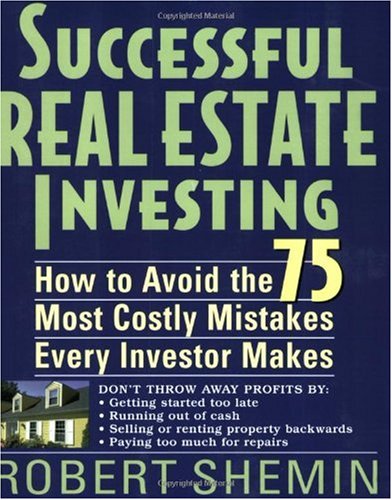 Copyrighted Material
SUCCESSFUL
REAL ESTATE
INVESTING
How to Avoid the 75
Most Costly Mistakes
Every Investor Makes
DON'T THROW AWAY PROFITS BY:
• Getting started too late
• Running out of cash
• Selling or renting property backwards
• Paying too much for repairs
ROBERT SHEMIN
Copyrighted Material